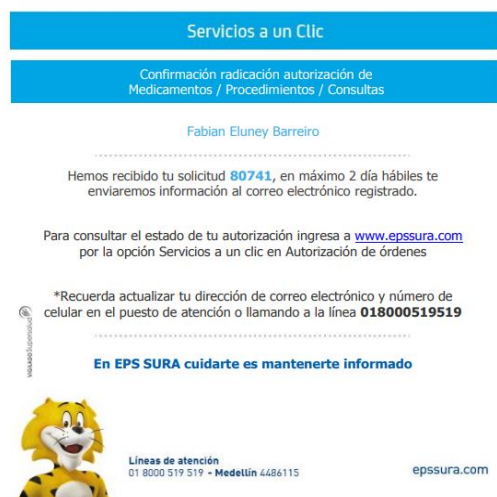 Servicios a un Clic
Confirmación radicación autorización de
Medicamentos / Procedimientos / Consultas
Fabian Eluney Barreiro
Hemos recibido tu solicitud 80741, en máximo 2 día hábiles te
enviaremos información al correo electrónico registrado.
Para consultar el estado de tu autorización ingresa a www.epssura.com
por la opción Servicios a un clic en Autorización de órdenes
*Recuerda actualizar tu dirección de correo electrónico y número de
celular en el puesto de atención o llamando a la línea 018000519519
VIGILADO Supersalud
En EPS SURA cuidarte es mantenerte informado
Líneas de atención
01 8000 519 519 - Medellín 4486115
epssura.com